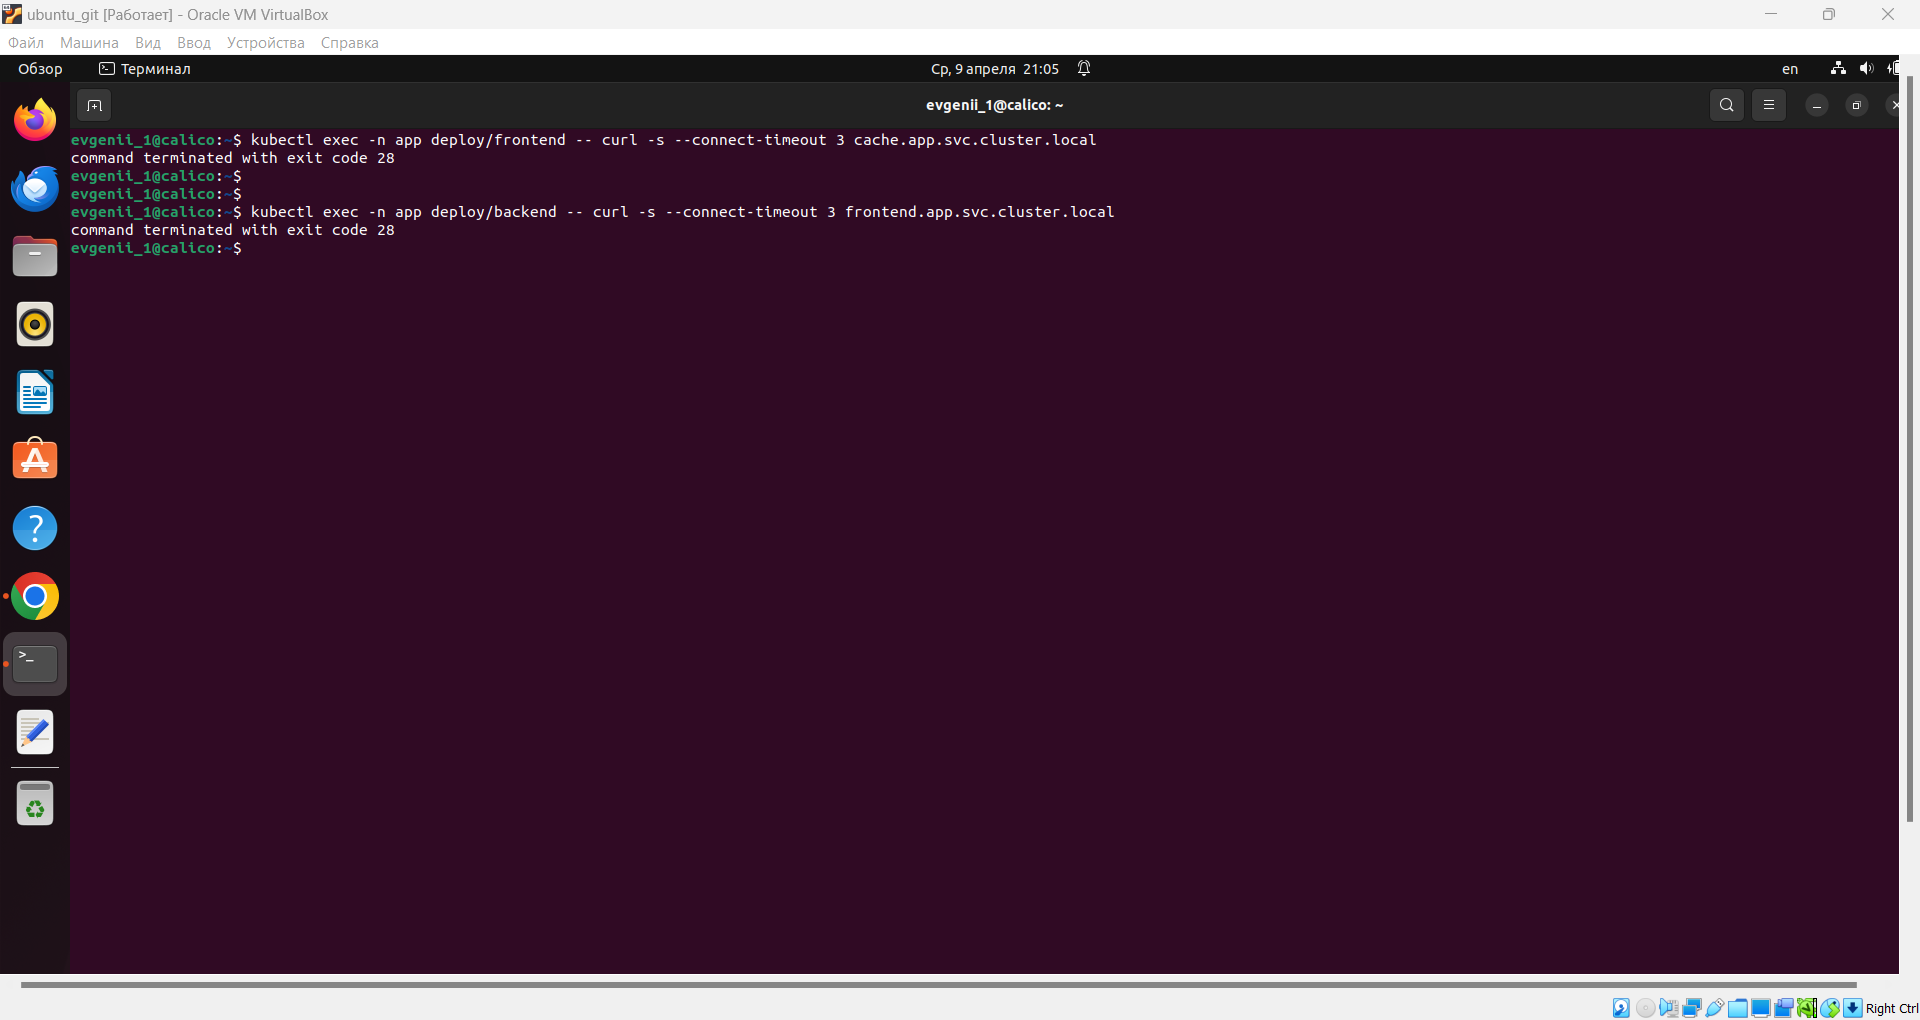 ubuntu_git [Работает] - Oracle VM VirtualBox
Файл Машина Вид Ввод Устройства Справка
Обзор Терминал Ср, 9 апреля 21:05 en
evgenii_1@calico: ~
evgenii_1@calico:~$ kubectl exec -n app deploy/frontend -- curl -s --connect-timeout 3 cache.app.svc.cluster.local
command terminated with exit code 28
evgenii_1@calico:~$
evgenii_1@calico:~$
evgenii_1@calico:~$ kubectl exec -n app deploy/backend -- curl -s --connect-timeout 3 frontend.app.svc.cluster.local
command terminated with exit code 28
evgenii_1@calico:~$
Right Ctrl